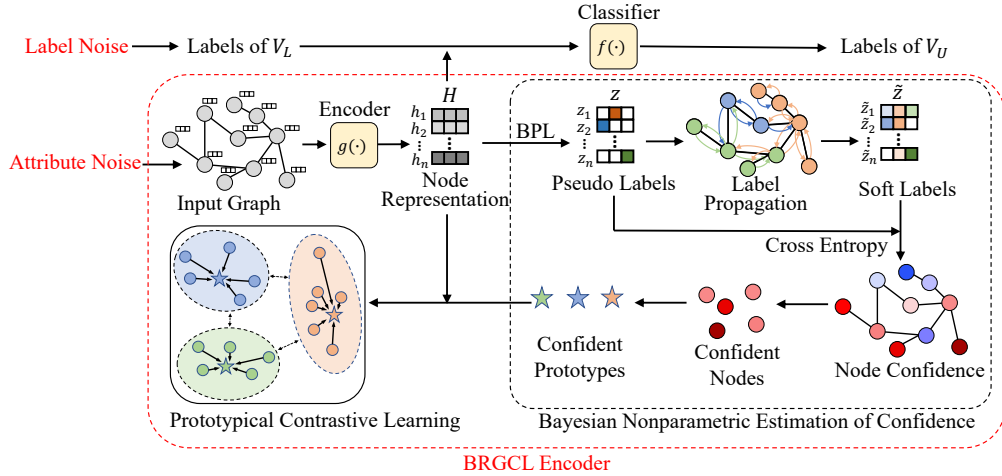 Classifier
Label Noise
Labels of V_L
f(·)
Labels of V_U
Attribute Noise
Encoder
g(·)
H
h_1
h_2
⋮
h_n
Input Graph
Node
Representation
BPL
Z
z_1
z_2
⋮
z_n
Pseudo Labels
Label
Propagation
Z̃
z̃_1
z̃_2
⋮
z̃_n
Soft Labels
Cross Entropy
Confident
Prototypes
Confident
Nodes
Node Confidence
Prototypical Contrastive Learning
Bayesian Nonparametric Estimation of Confidence
BRGCL Encoder